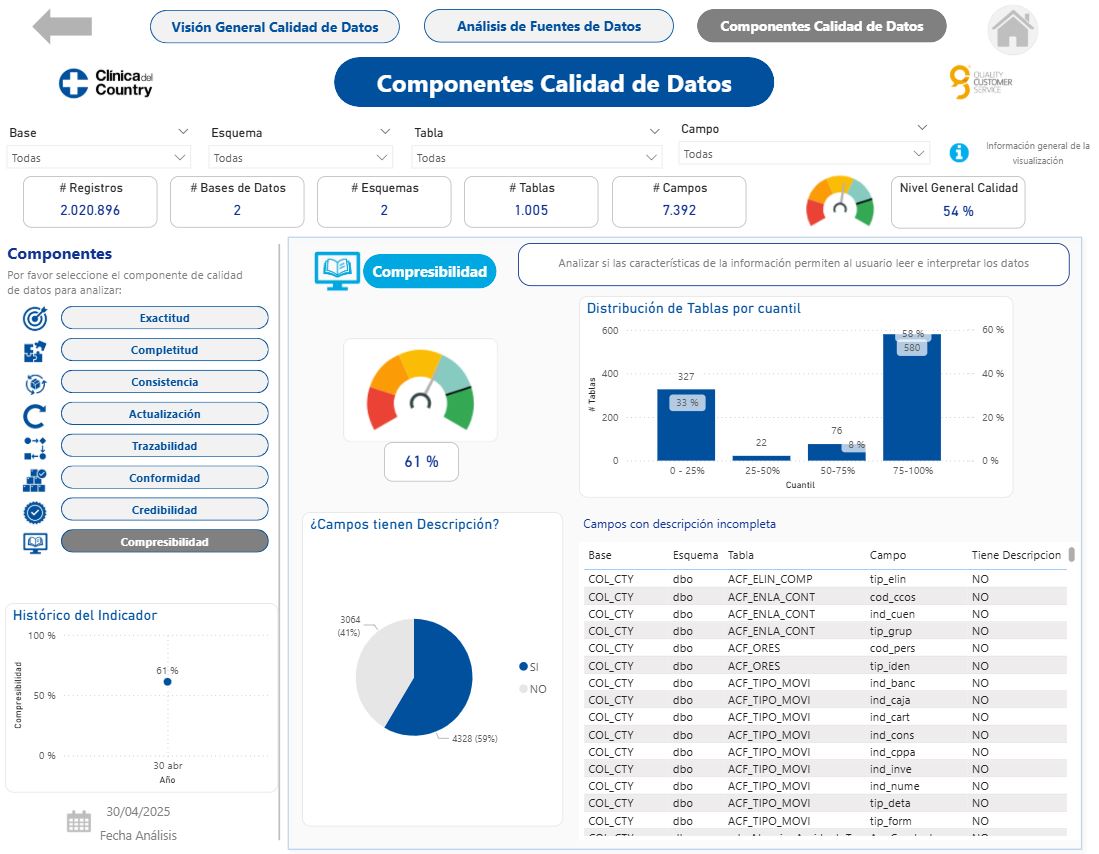 Visión General Calidad de Datos
Análisis de Fuentes de Datos
Componentes Calidad de Datos
Clínica del
Country
Componentes Calidad de Datos
QUALITY
CUSTOMER
SERVICE
Base
Esquema
Tabla
Campo
Todas
Todas
Todas
Todas
Información general de la
visualización
# Registros
2.020.896
# Bases de Datos
2
# Esquemas
2
# Tablas
1.005
# Campos
7.392
Nivel General Calidad
54 %
Componentes
Por favor seleccione el componente de calidad
de datos para analizar:
Exactitud
Completitud
Consistencia
Actualización
Trazabilidad
Conformidad
Credibilidad
Compresibilidad
Histórico del Indicador
100 %
50 %
0 %
Compresibilidad
61 %
30 abr
Año
30/04/2025
Fecha Análisis
Compresibilidad
Analizar si las características de la información permiten al usuario leer e interpretar los datos
61 %
Distribución de Tablas por cuantil
600
400
200
0
# Tablas
60 %
40 %
20 %
0 %
327
33 %
22
76
8 %
58 %
580
0 - 25%
25-50%
50-75%
75-100%
Cuantil
¿Campos tienen Descripción?
3064
(41%)
4328 (59%)
SI
NO
Campos con descripción incompleta
Base Esquema Tabla Campo Tiene Descripcion
COL_CTY dbo ACF_ELIN_COMP tip_elin NO
COL_CTY dbo ACF_ENLA_CONT cod_ccos NO
COL_CTY dbo ACF_ENLA_CONT ind_cuen NO
COL_CTY dbo ACF_ENLA_CONT tip_grup NO
COL_CTY dbo ACF_ORES cod_pers NO
COL_CTY dbo ACF_ORES tip_iden NO
COL_CTY dbo ACF_TIPO_MOVI ind_banc NO
COL_CTY dbo ACF_TIPO_MOVI ind_caja NO
COL_CTY dbo ACF_TIPO_MOVI ind_cart NO
COL_CTY dbo ACF_TIPO_MOVI ind_cons NO
COL_CTY dbo ACF_TIPO_MOVI ind_cppa NO
COL_CTY dbo ACF_TIPO_MOVI ind_inve NO
COL_CTY dbo ACF_TIPO_MOVI ind_nume NO
COL_CTY dbo ACF_TIPO_MOVI tip_deta NO
COL_CTY dbo ACF_TIPO_MOVI tip_form NO